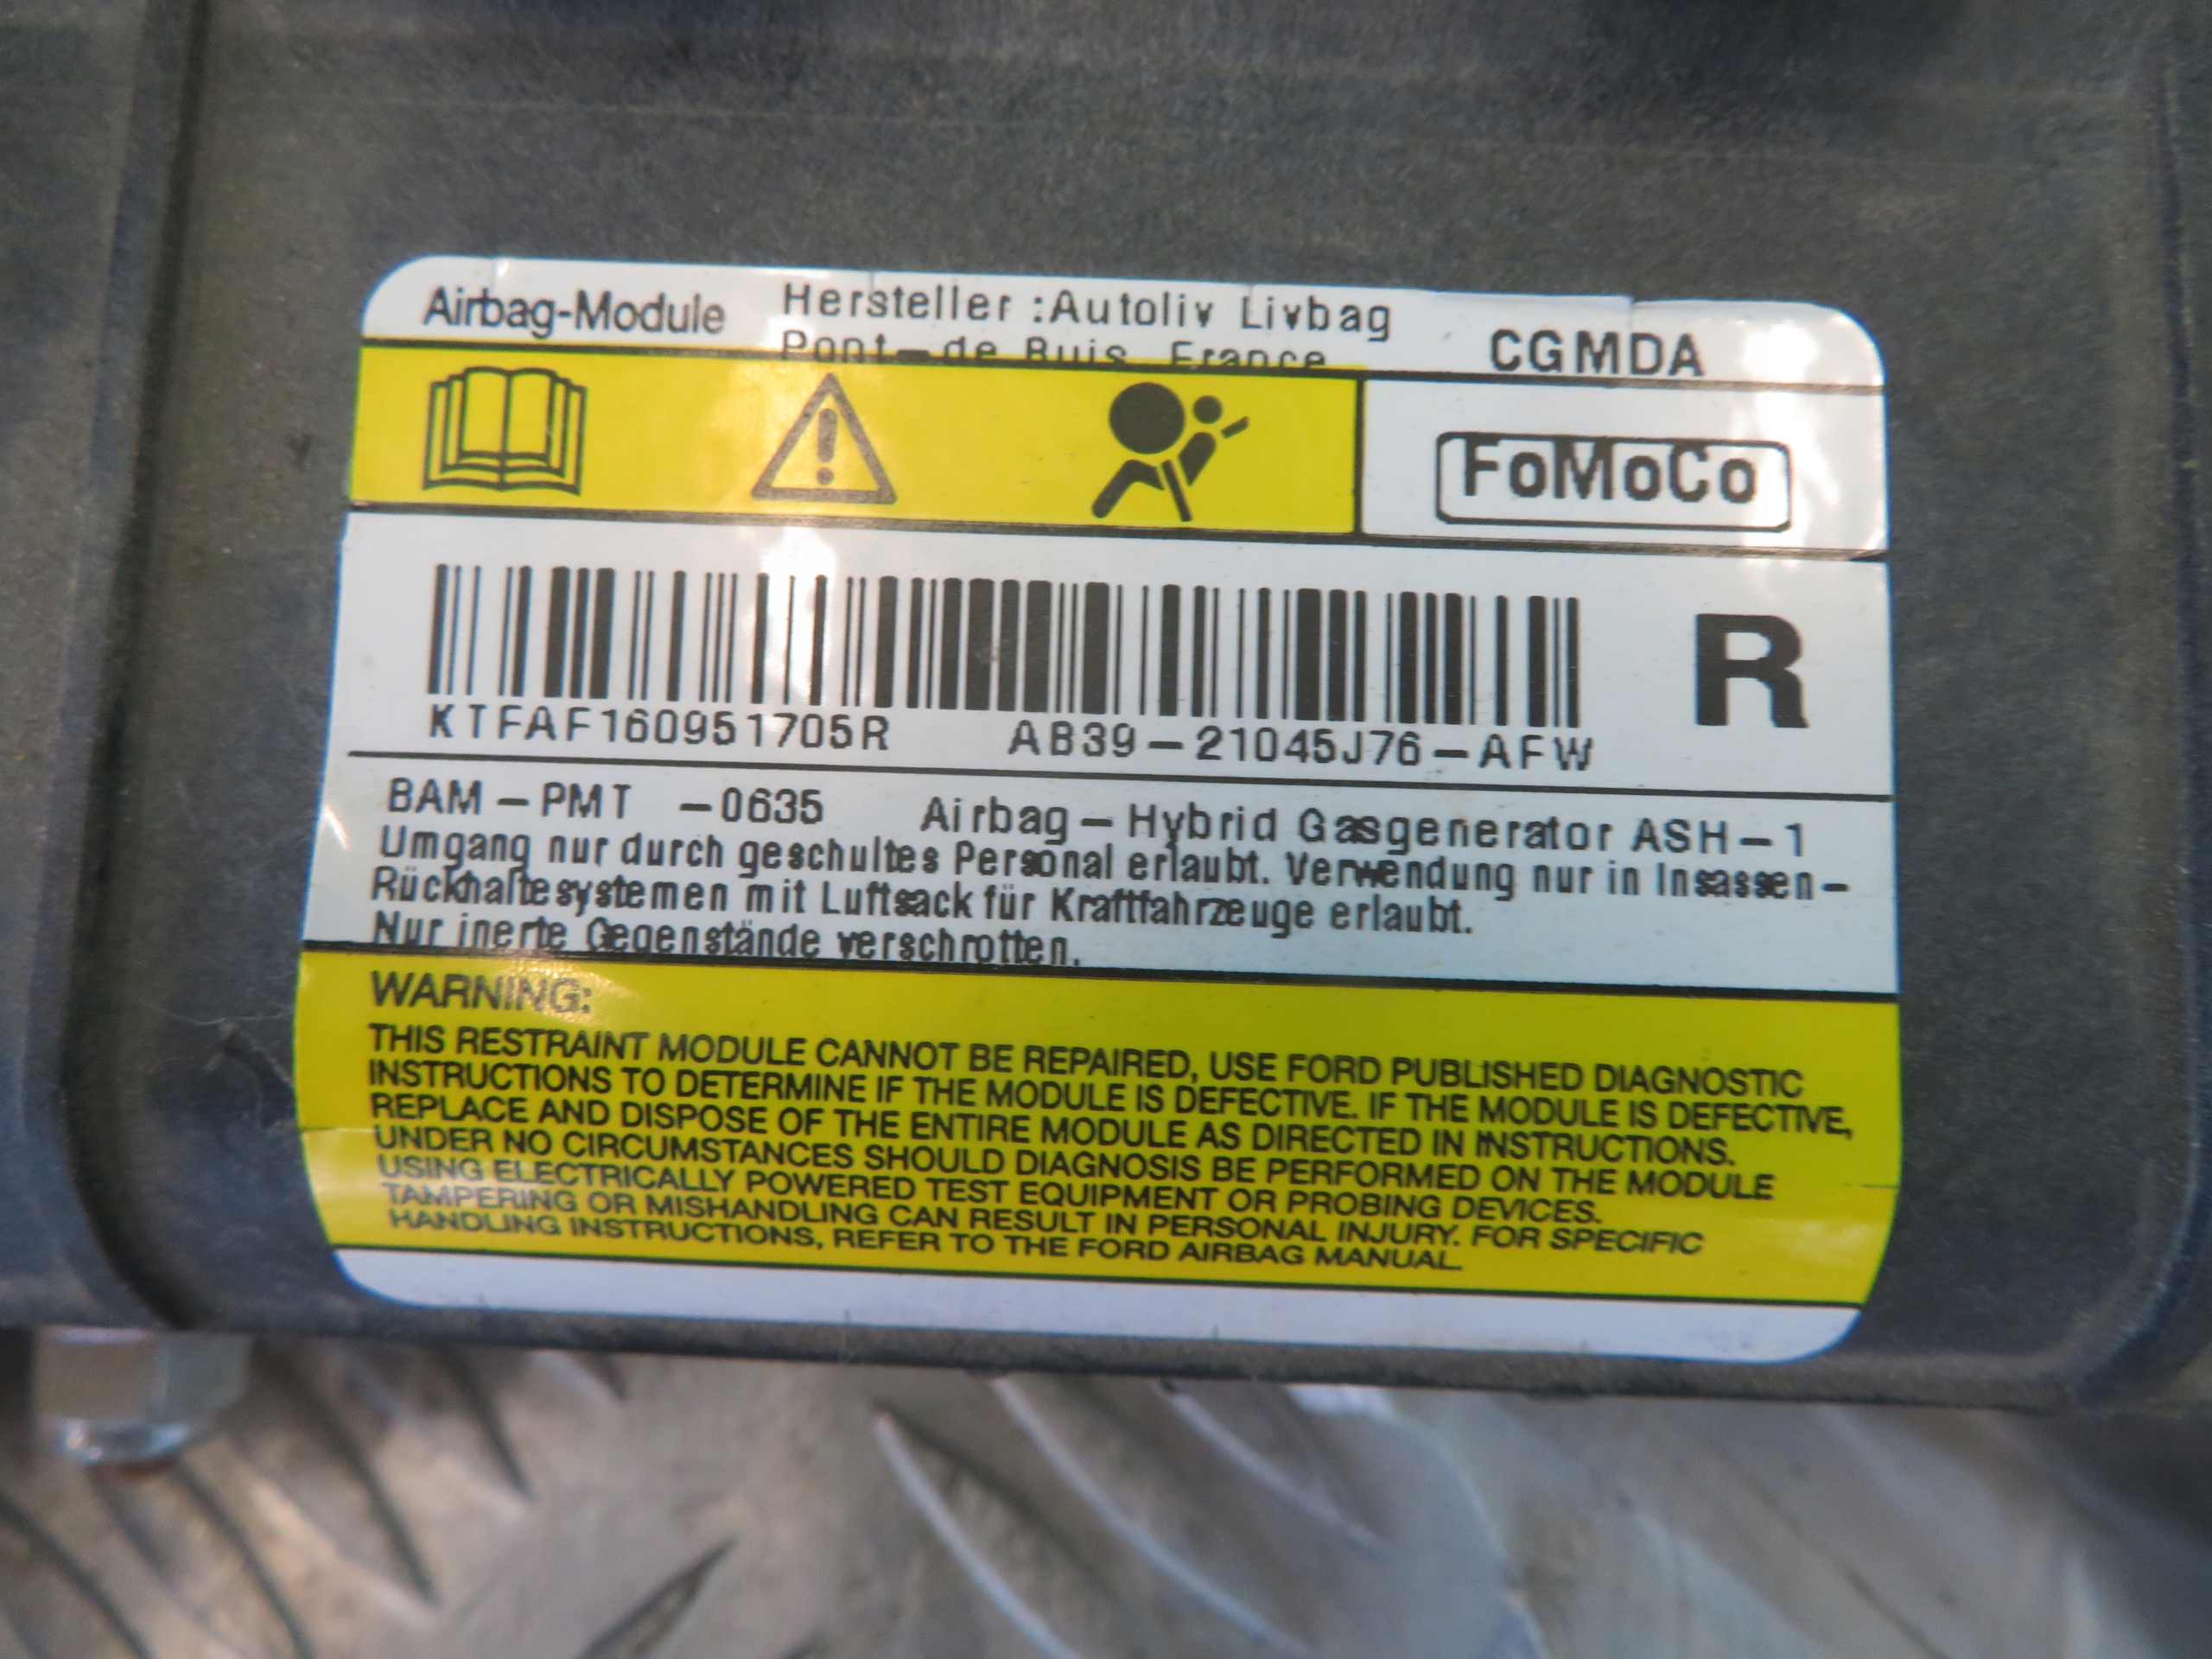 Airbag-Module
Hersteller :Autoliv Livbag
Pont-de Buis France
CGMDA
FoMoCo
KTFAF160951705R AB39-21045J76-AFW
R
BAM-PMT -0635 Airbag-Hybrid Gasgenerator ASH-1
Umgang nur durch geschultes Personal erlaubt. Verwendung nur in Insassen-
Rückhaltesystemen mit Luftsack für Kraftfahrzeuge erlaubt.
Nur inerte Gegenstände verschrotten.
WARNING:
THIS RESTRAINT MODULE CANNOT BE REPAIRED, USE FORD PUBLISHED DIAGNOSTIC
INSTRUCTIONS TO DETERMINE IF THE MODULE IS DEFECTIVE. IF THE MODULE IS DEFECTIVE,
REPLACE AND DISPOSE OF THE ENTIRE MODULE AS DIRECTED IN INSTRUCTIONS.
UNDER NO CIRCUMSTANCES SHOULD DIAGNOSIS BE PERFORMED ON THE MODULE
USING ELECTRICALLY POWERED TEST EQUIPMENT OR PROBING DEVICES.
TAMPERING OR MISHANDLING CAN RESULT IN PERSONAL INJURY. FOR SPECIFIC
HANDLING INSTRUCTIONS, REFER TO THE FORD AIRBAG MANUAL.